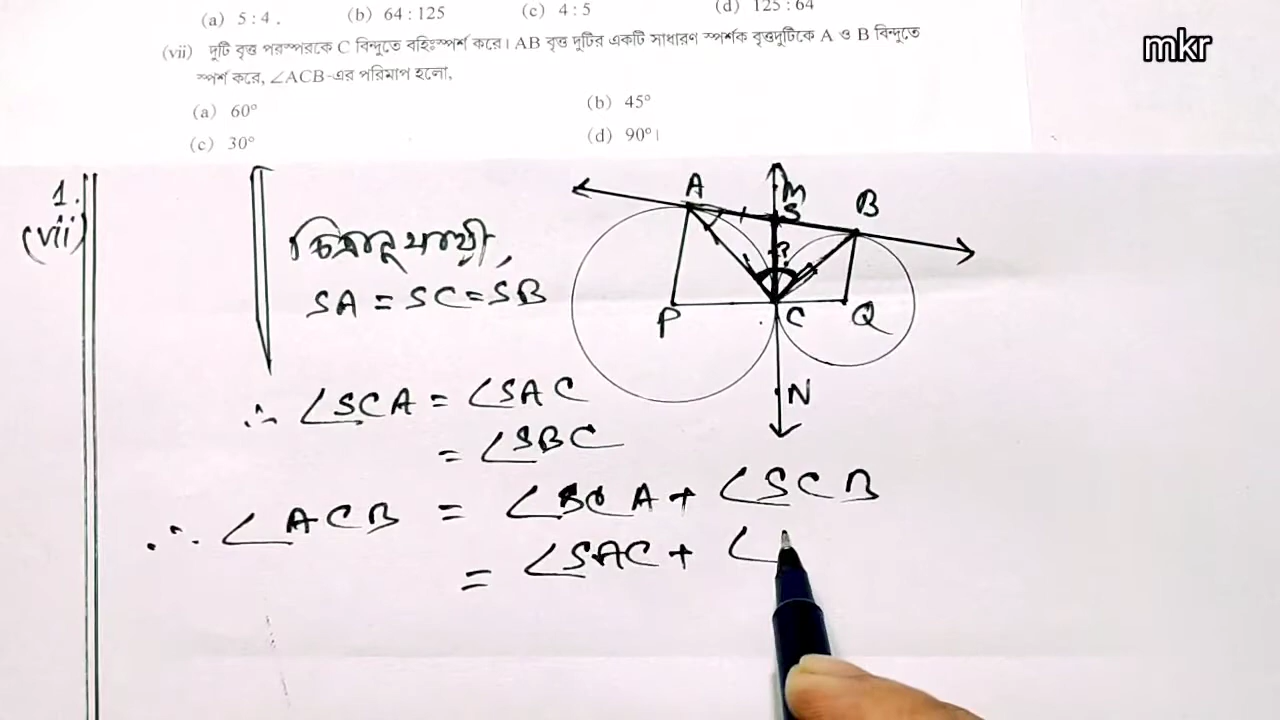 (a) 5 : 4 . (b) 64 : 125 (c) 4 : 5 (d) 125 : 64
mkr
(vii) দুটি বৃত্ত পরস্পরকে C বিন্দুতে বহিঃস্পর্শ করে। AB বৃত্ত দুটির একটি সাধারণ স্পর্শক বৃত্তদুটিকে A ও B বিন্দুতে
স্পর্শ করে, ∠ACB-এর পরিমাপ হলো,
(a) 60° (b) 45°
(c) 30° (d) 90°।
1.
(vii)
চিত্রানুযায়ী,
SA = SC = SB
A M S B
?
P C Q
N
∴ ∠SCA = ∠SAC
= ∠SBC
∴ ∠ACB = ∠SCA + ∠SCB
= ∠SAC + ∠